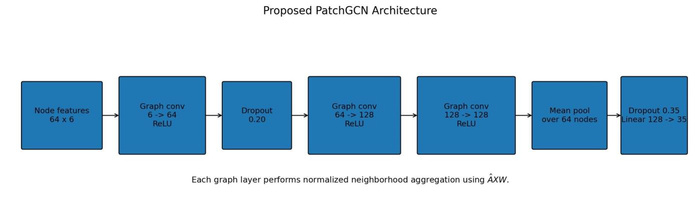 Proposed PatchGCN Architecture
Node features
64 x 6
Graph conv
6 -> 64
ReLU
Dropout
0.20
Graph conv
64 -> 128
ReLU
Graph conv
128 -> 128
ReLU
Mean pool
over 64 nodes
Dropout 0.35
Linear 128 -> 35
Each graph layer performs normalized neighborhood aggregation using ÂXW.